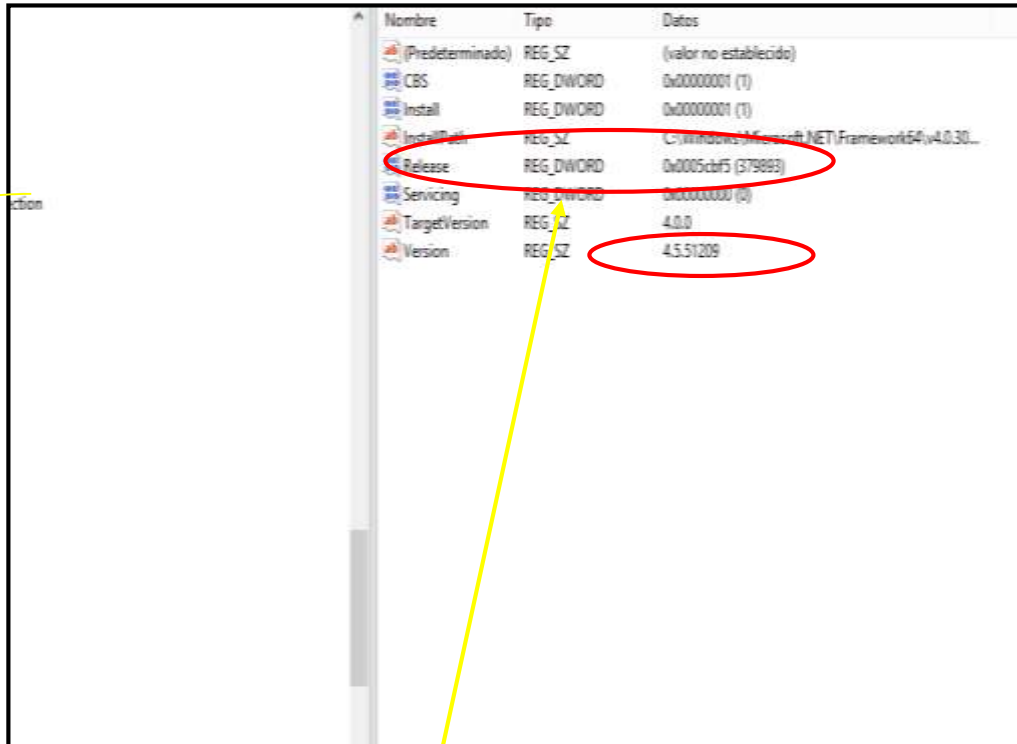 Nombre Tipo Datos
(Predeterminado) REG_SZ (valor no establecido)
CBS REG_DWORD 0x00000001 (1)
Install REG_DWORD 0x00000001 (1)
InstallPath REG_SZ C:\Windows\Microsoft.NET\Framework64\v4.0.30...
Release REG_DWORD 0x0005cbf5 (379893)
ection
Servicing REG_DWORD 0x00000000 (0)
TargetVersion REG_SZ 4.0.0
Version REG_SZ 4.5.51209